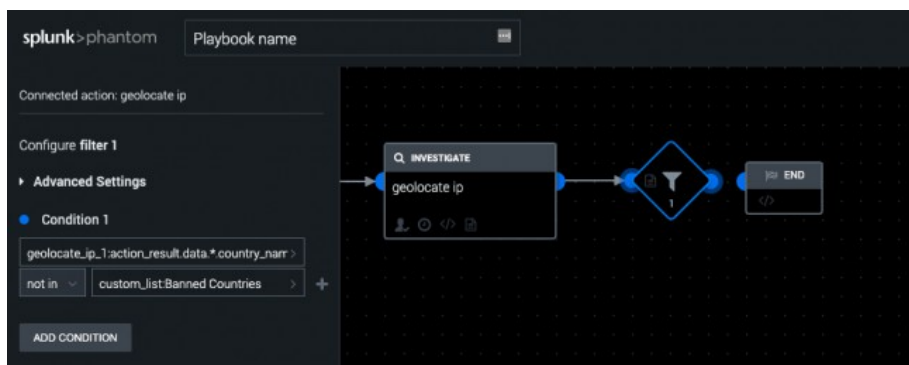 splunk>phantom
Playbook name
Connected action: geolocate ip
Configure filter 1
Advanced Settings
Condition 1
geolocate_ip_1:action_result.data.*.country_nam
not in
custom_list:Banned Countries
ADD CONDITION
INVESTIGATE
geolocate ip
1
END